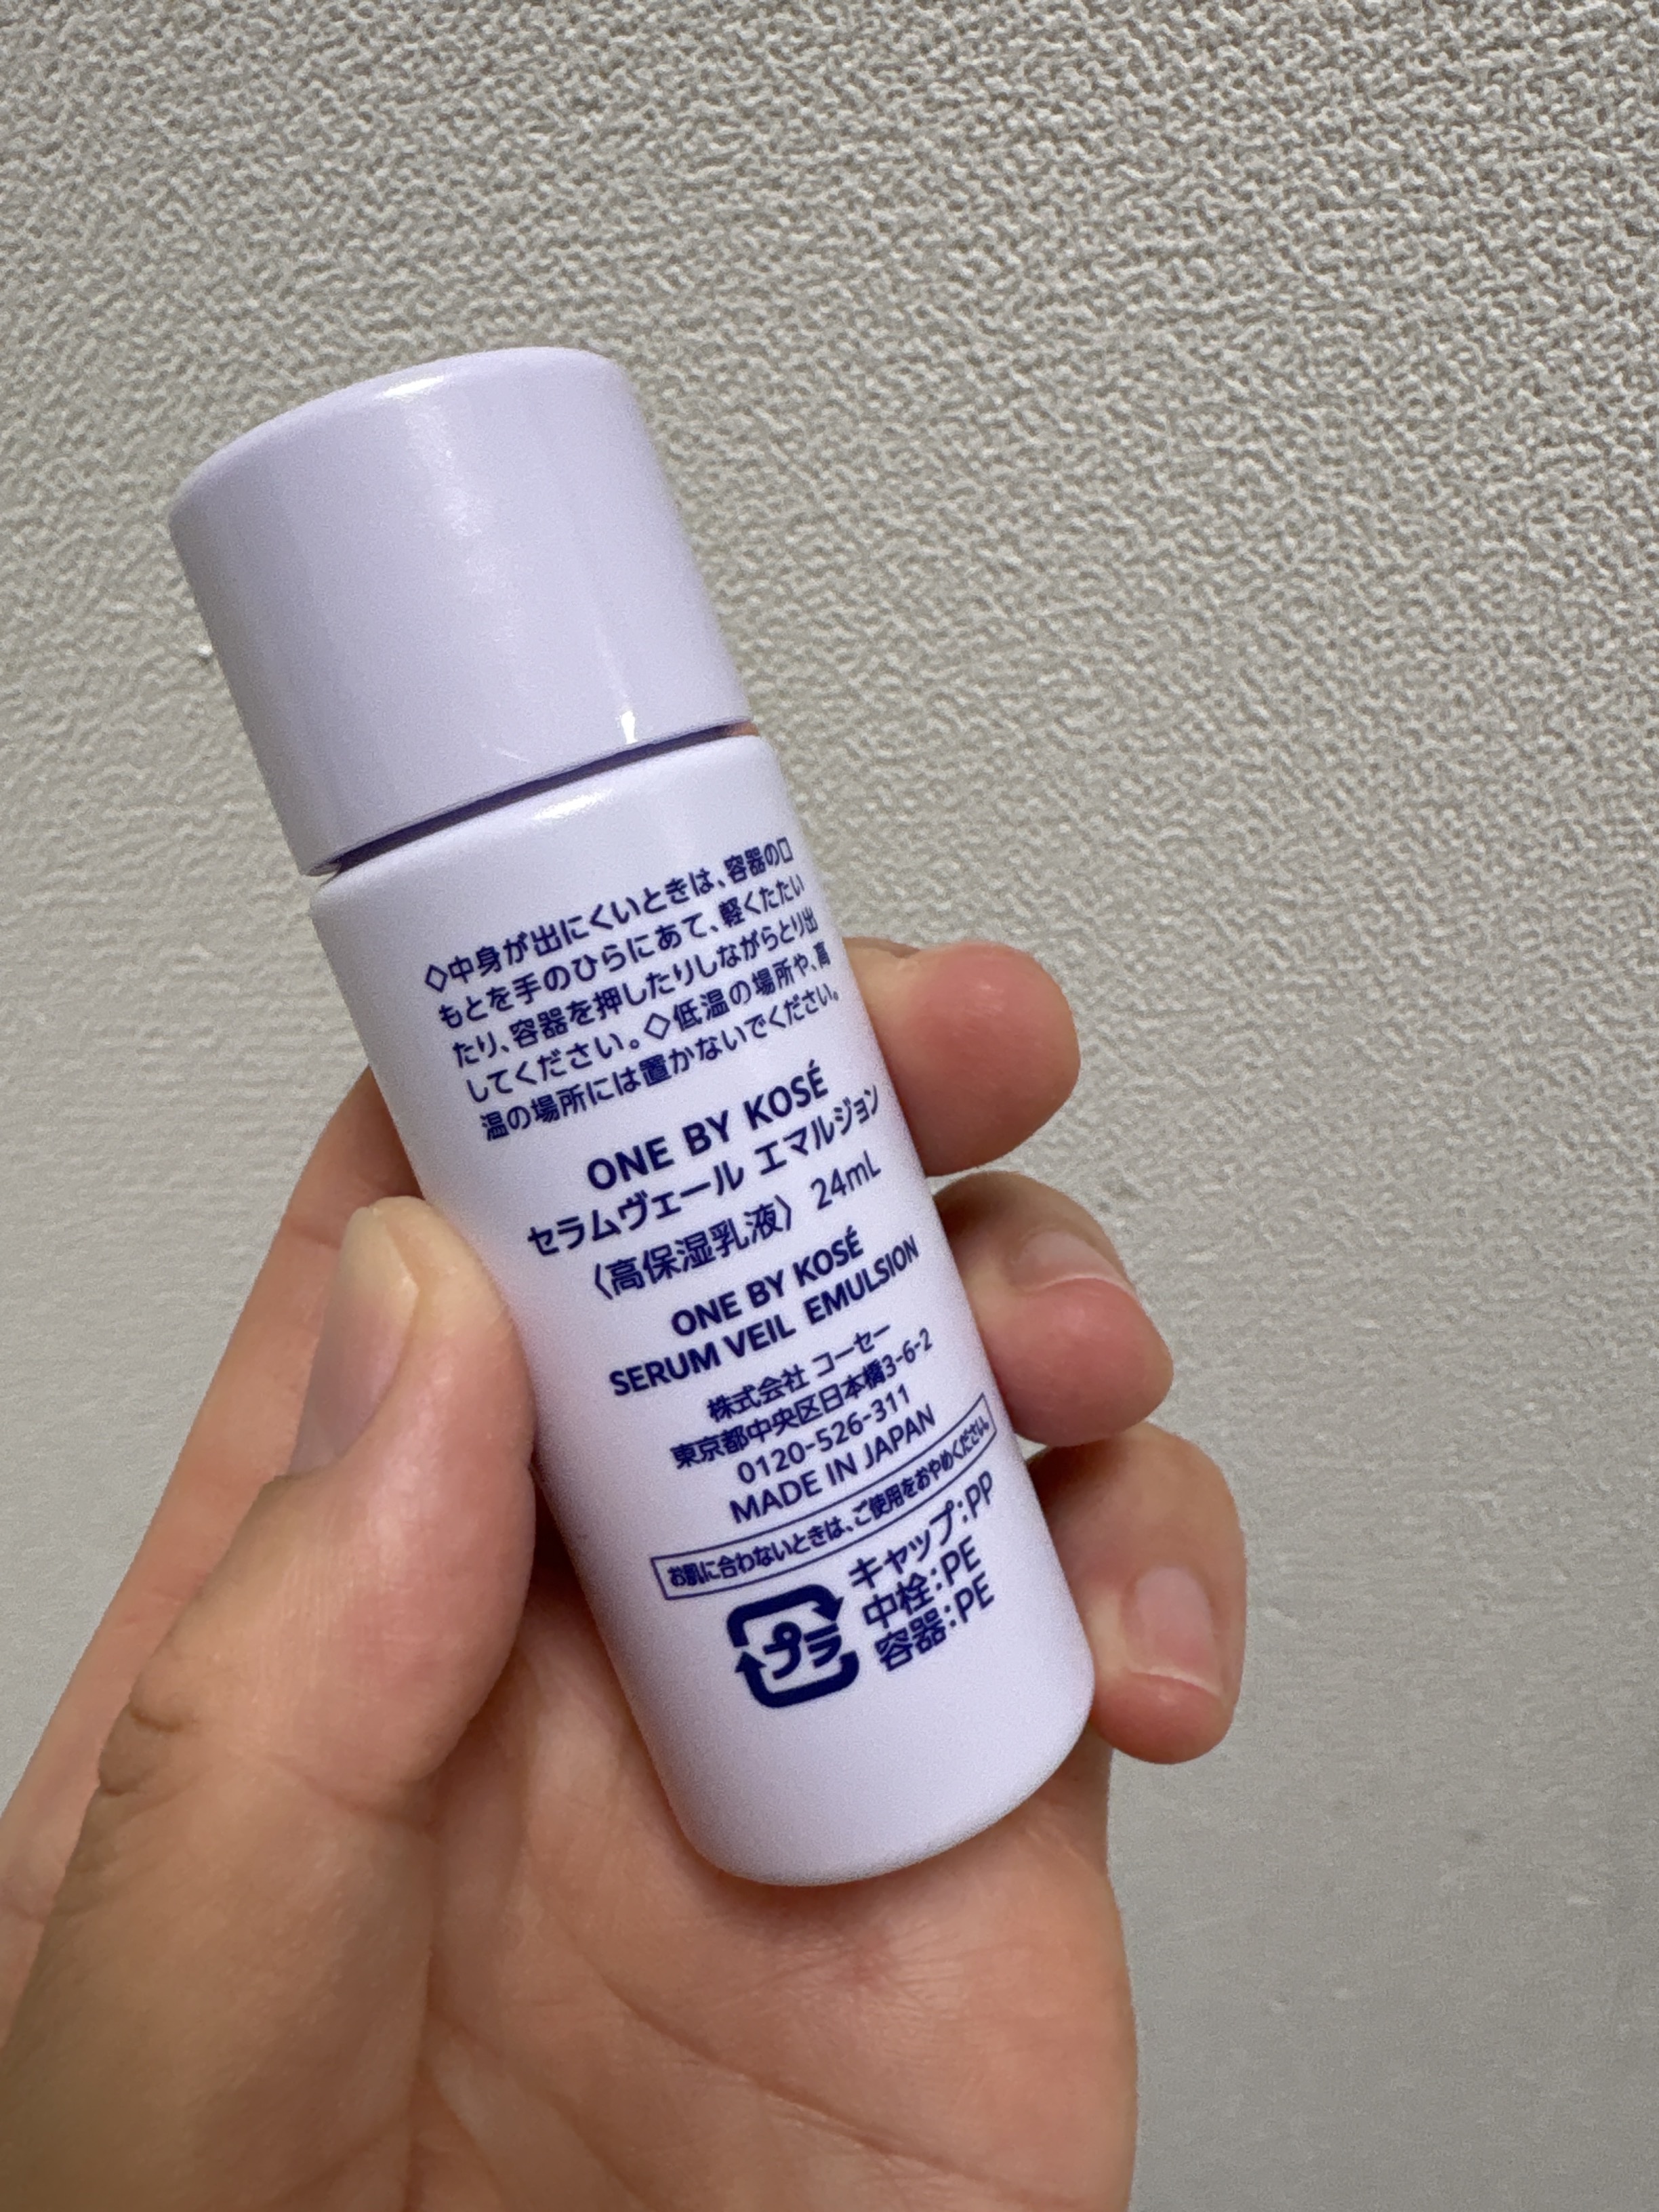 ◇中身が出にくいときは、容器の口
もとを手のひらにあて、軽くたたい
たり、容器を押したりしながらとり出
してください。◇低温の場所や、高
温の場所には置かないでください。
ONE BY KOSÉ
セラムヴェール エマルジョン
〈高保湿乳液〉 24mL
ONE BY KOSÉ
SERUM VEIL EMULSION
株式会社 コーセー
東京都中央区日本橋3-6-2
0120-526-311
MADE IN JAPAN
お肌に合わないときは、ご使用をおやめください。
プラ
キャップ:PP
中栓:PE
容器:PE